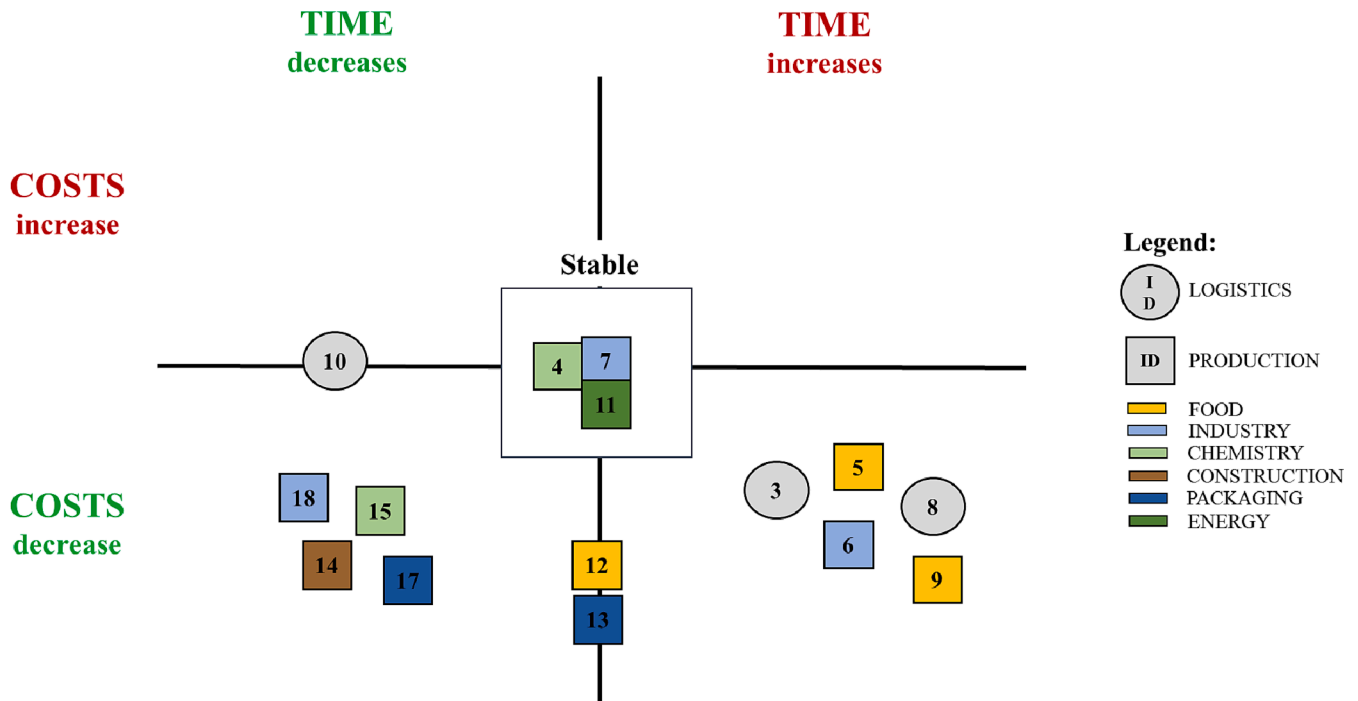 TIME
decreases
TIME
increases
COSTS
increase
Stable
10
4
7
11
COSTS
decrease
18
15
14
17
12
13
3
5
8
6
9
Legend:
I
D
LOGISTICS
ID
PRODUCTION
FOOD
INDUSTRY
CHEMISTRY
CONSTRUCTION
PACKAGING
ENERGY